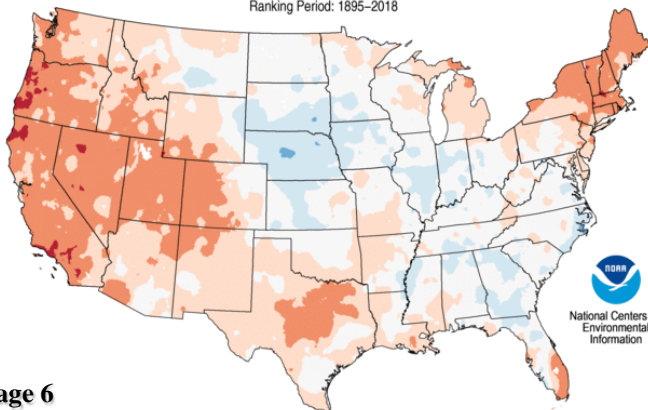 Ranking Period: 1895–2018
NOAA
National Centers
Environmental
Information
age 6